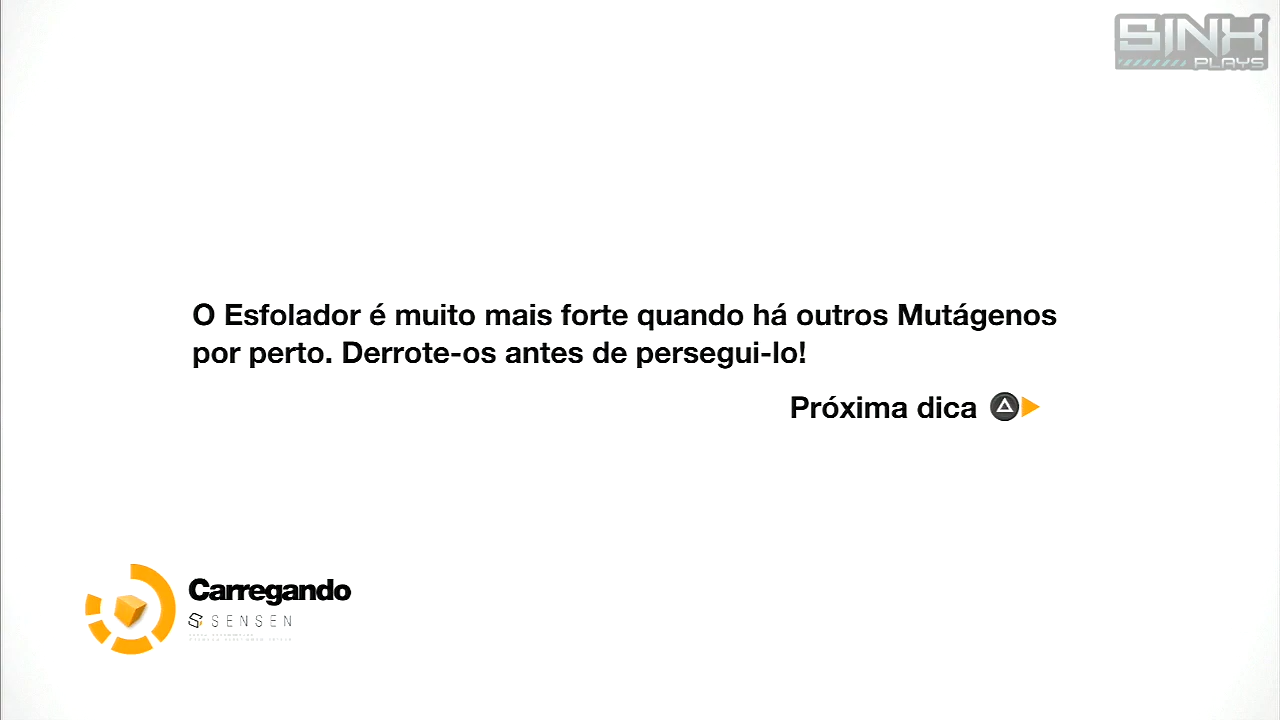 SINX
PLAYS
O Esfolador é muito mais forte quando há outros Mutágenos
por perto. Derrote-os antes de persegui-lo!
Próxima dica
Carregando
SENSEN